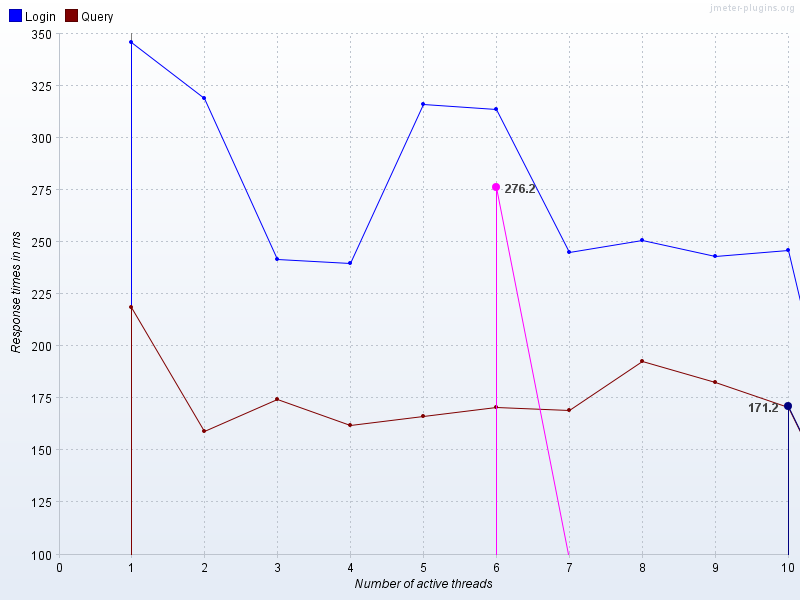 jmeter-plugins.org
Login Query
350
325
300
275
250
225
200
175
150
125
100
Response times in ms
276.2
171.2
0 1 2 3 4 5 6 7 8 9 10
Number of active threads